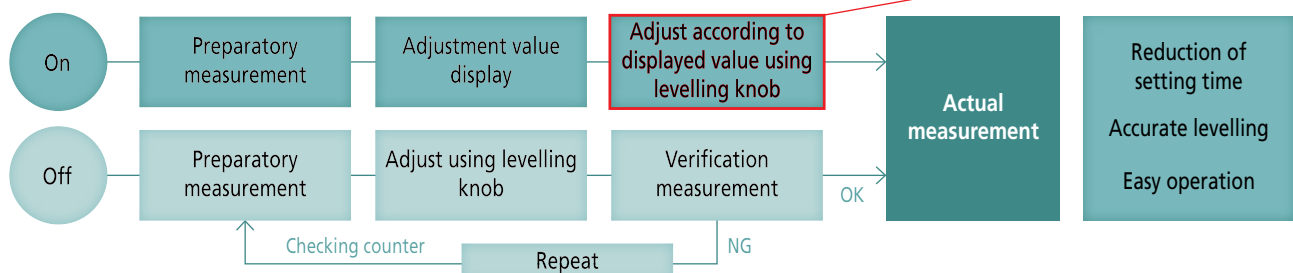 On
Preparatory
measurement
Adjustment value
display
Adjust according to
displayed value using
levelling knob
Actual
measurement
Reduction of
setting time
Accurate levelling
Easy operation
Off
Preparatory
measurement
Adjust using levelling
knob
Verification
measurement
OK
Checking counter
Repeat
NG